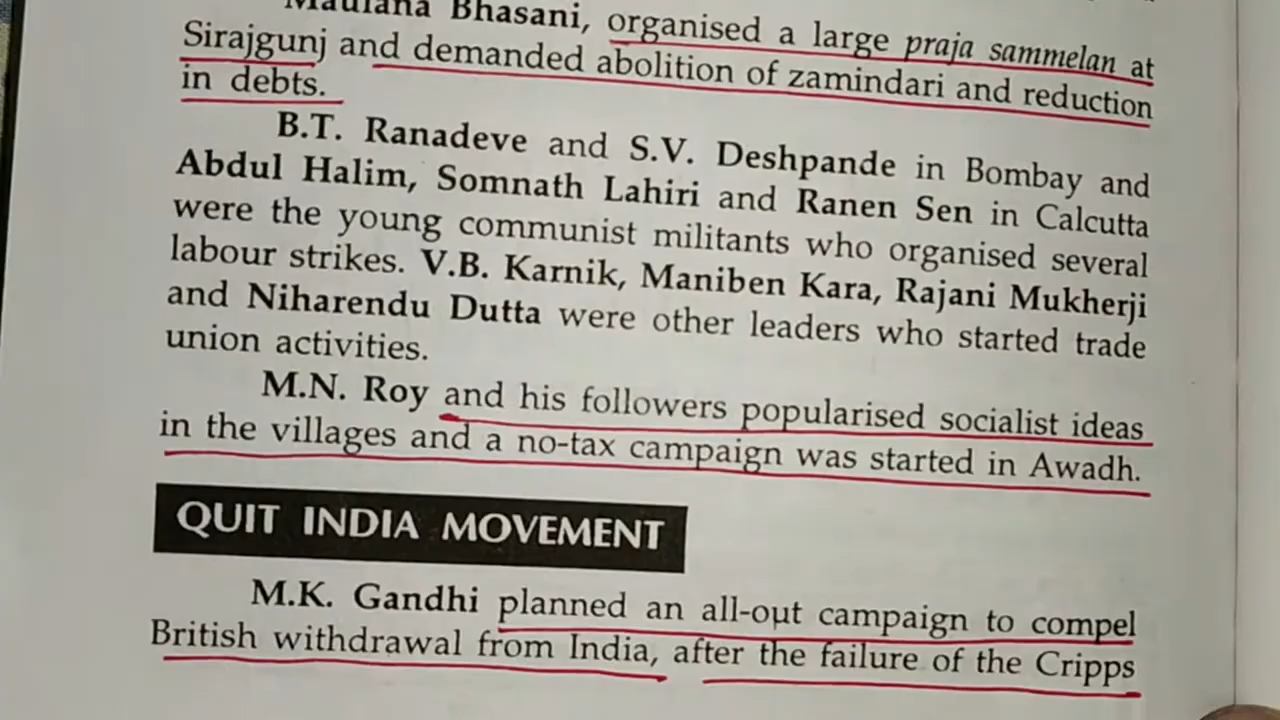 Maulana Bhasani, organised a large praja sammelan at
Sirajgunj and demanded abolition of zamindari and reduction
in debts.
B.T. Ranadeve and S.V. Deshpande in Bombay and
Abdul Halim, Somnath Lahiri and Ranen Sen in Calcutta
were the young communist militants who organised several
labour strikes. V.B. Karnik, Maniben Kara, Rajani Mukherji
and Niharendu Dutta were other leaders who started trade
union activities.
M.N. Roy and his followers popularised socialist ideas
in the villages and a no-tax campaign was started in Awadh.
QUIT INDIA MOVEMENT
M.K. Gandhi planned an all-out campaign to compel
British withdrawal from India, after the failure of the Cripps